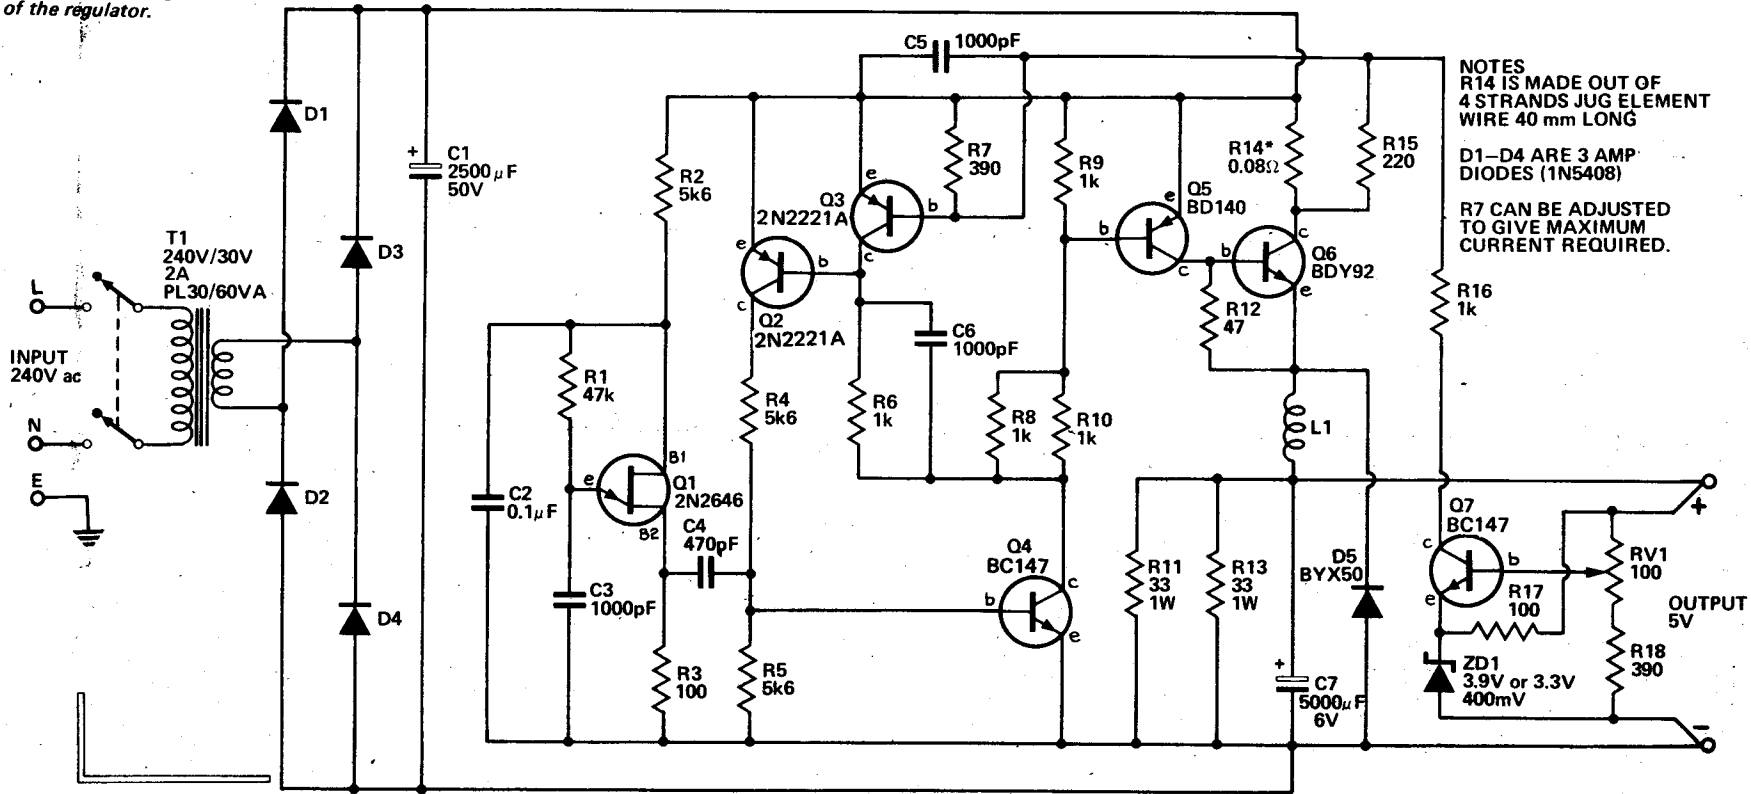 of the regulator.
C5 1000pF
NOTES
R14 IS MADE OUT OF
4 STRANDS JUG ELEMENT
WIRE 40 mm LONG
D1–D4 ARE 3 AMP
DIODES (1N5408)
R7 CAN BE ADJUSTED
TO GIVE MAXIMUM
CURRENT REQUIRED.
D1
+
C1
2500µF
50V
R2
5k6
R7
390
R9
1k
R14*
0.08Ω
R15
220
e
Q3
2N2221A
b
c
e
Q5
BD140
b
c
T1
240V/30V
2A
PL30/60VA
D3
e
b
c
Q2
2N2221A
c
b
Q6
BDY92
e
R12
47
R16
1k
L
INPUT
240V ac
N
E
C6
1000pF
R1
47k
R4
5k6
R6
1k
R8
1k
R10
1k
L1
D2
B1
e
Q1
2N2646
B2
C2
0.1µF
C4
470pF
+
Q7
BC147
c
b
e
RV1
100
R17
100
OUTPUT
5V
Q4
BC147
c
b
e
R11
33
1W
R13
33
1W
D5
BYX50
C3
1000pF
D4
R3
100
R5
5k6
+
C7
5000µF
6V
ZD1
3.9V or 3.3V
400mV
R18
390
–